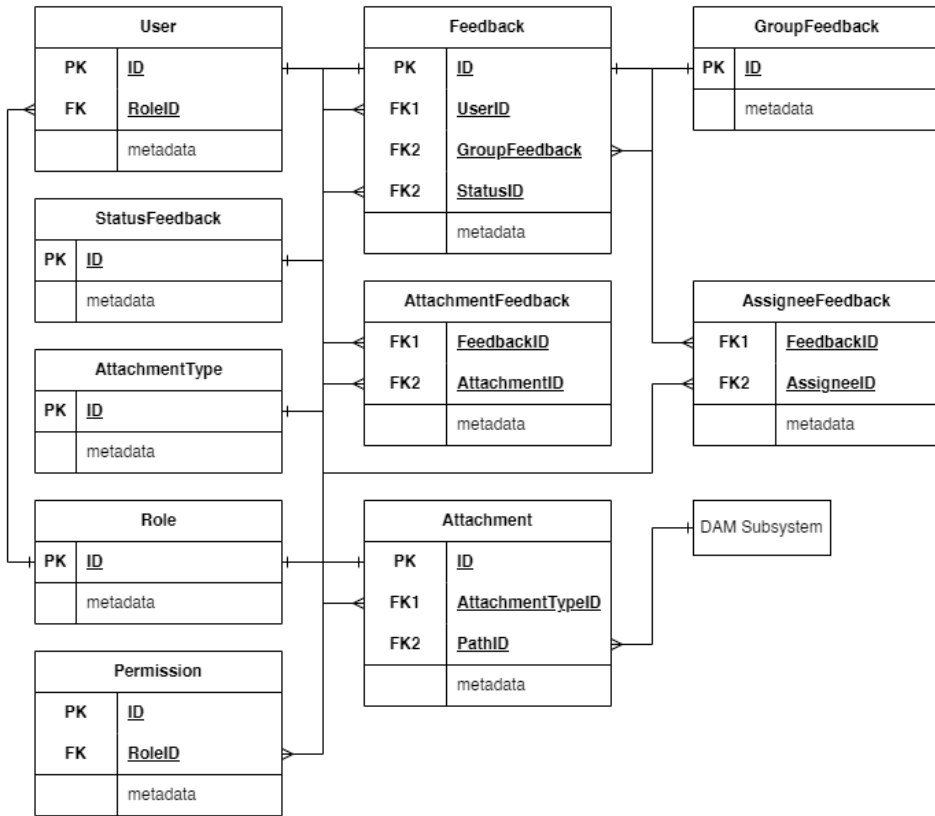 User
PK ID
FK RoleID
metadata
Feedback
PK ID
FK1 UserID
FK2 GroupFeedback
FK2 StatusID
metadata
GroupFeedback
PK ID
metadata
StatusFeedback
PK ID
metadata
AttachmentFeedback
FK1 FeedbackID
FK2 AttachmentID
metadata
AssigneeFeedback
FK1 FeedbackID
FK2 AssigneeID
metadata
AttachmentType
PK ID
metadata
Role
PK ID
metadata
Attachment
PK ID
FK1 AttachmentTypeID
FK2 PathID
metadata
DAM Subsystem
Permission
PK ID
FK RoleID
metadata